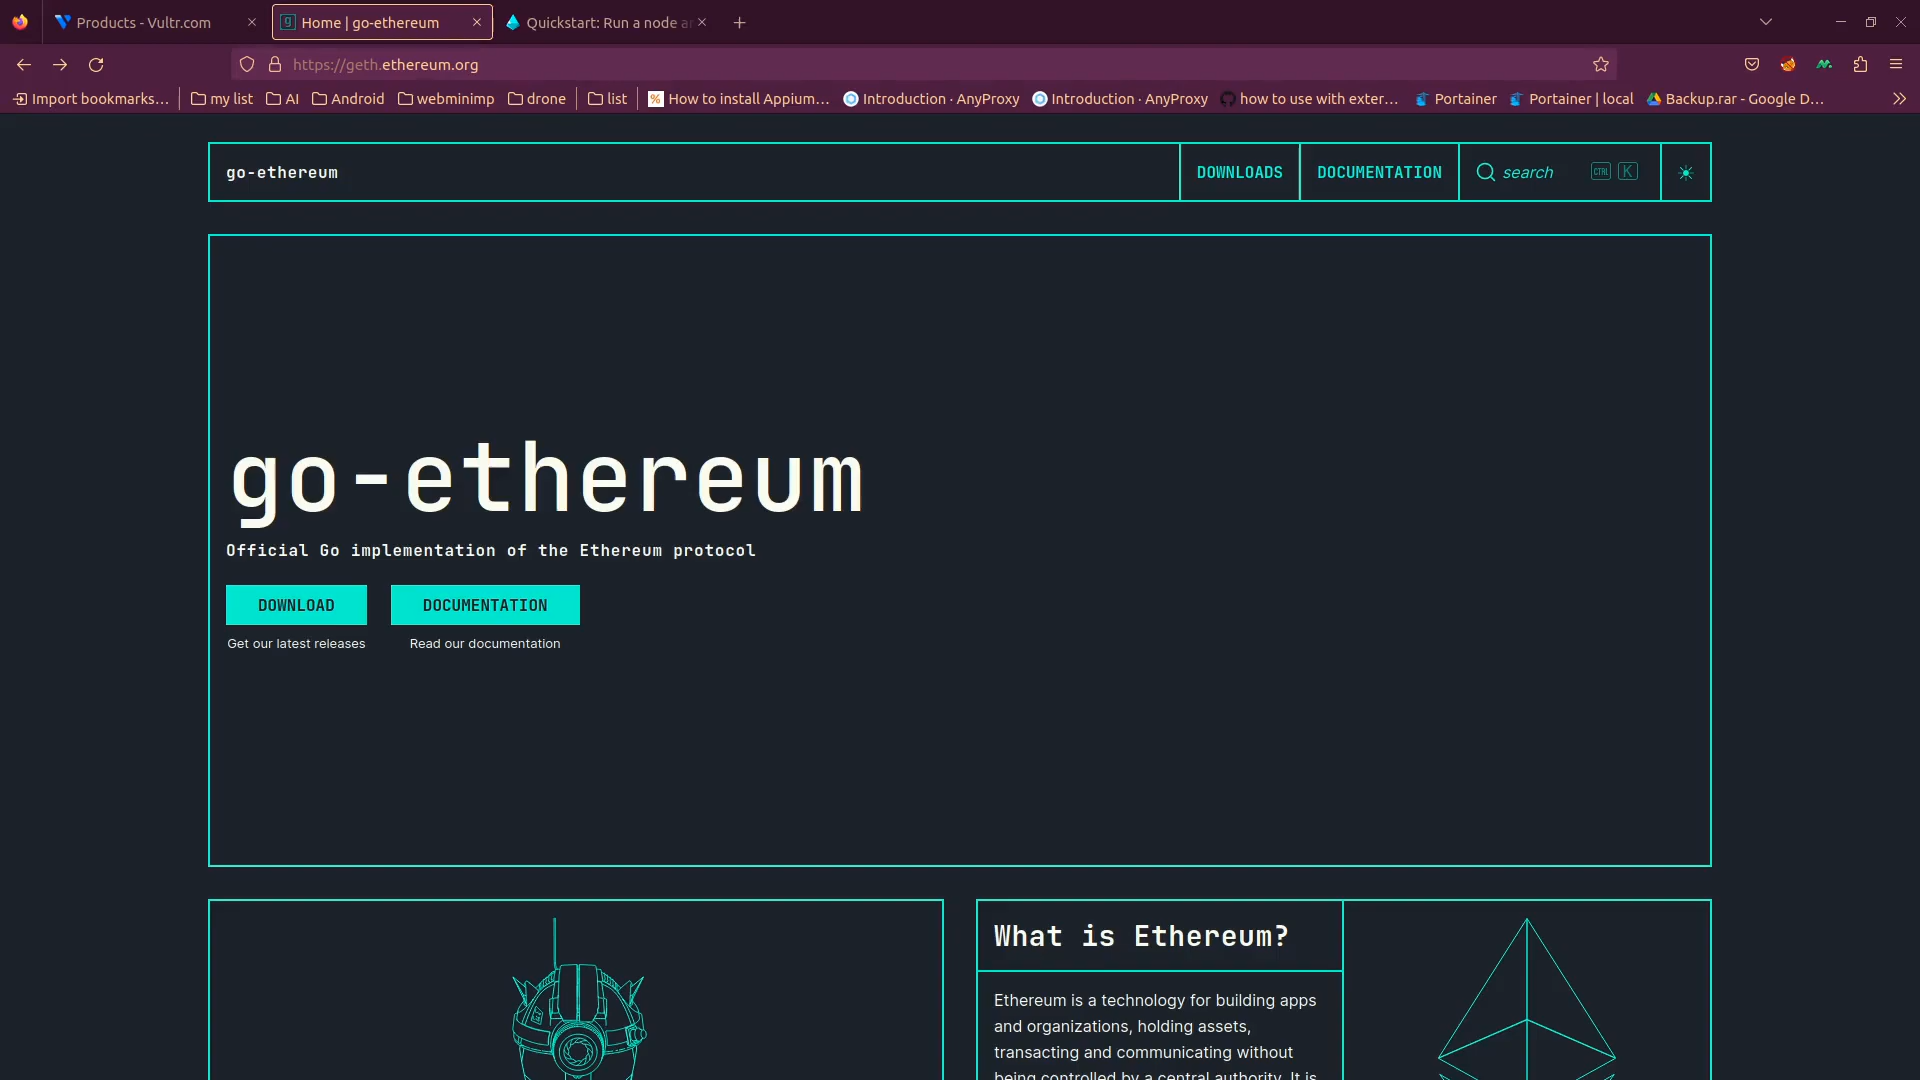 Products - Vultr.com
Home | go-ethereum
Quickstart: Run a node
https://geth.ethereum.org
Import bookmarks…
my list
AI
Android
webminimp
drone
list
How to install Appium…
Introduction · AnyProxy
Introduction · AnyProxy
how to use with exter…
Portainer
Portainer | local
Backup.rar - Google D…
go-ethereum
DOWNLOADS
DOCUMENTATION
search
CTRL K
go-ethereum
Official Go implementation of the Ethereum protocol
DOWNLOAD
DOCUMENTATION
Get our latest releases
Read our documentation
What is Ethereum?
Ethereum is a technology for building apps
and organizations, holding assets,
transacting and communicating without
being controlled by a central authority. It is